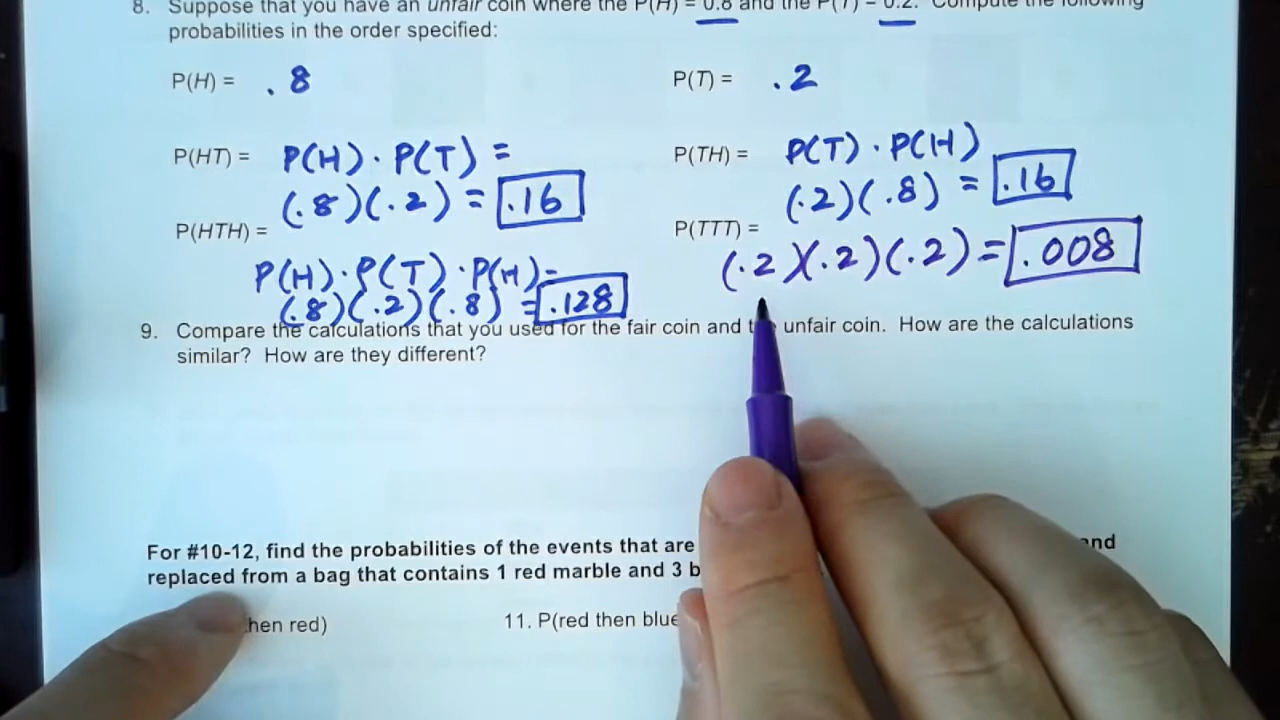 8. Suppose that you have an unfair coin where the P(H) = 0.8 and the P(T) = 0.2. Compute the following
probabilities in the order specified:
P(H) = .8
P(T) = .2
P(HT) = P(H) · P(T) =
(.8)(.2) = .16
P(TH) = P(T) · P(H)
(.2)(.8) = .16
P(HTH) =
P(H) · P(T) · P(H) =
(.8)(.2)(.8) = .128
P(TTT) =
(.2)(.2)(.2) = .008
9. Compare the calculations that you used for the fair coin and the unfair coin. How are the calculations
similar? How are they different?
For #10-12, find the probabilities of the events that are and
replaced from a bag that contains 1 red marble and 3 b
hen red)
11. P(red then blue